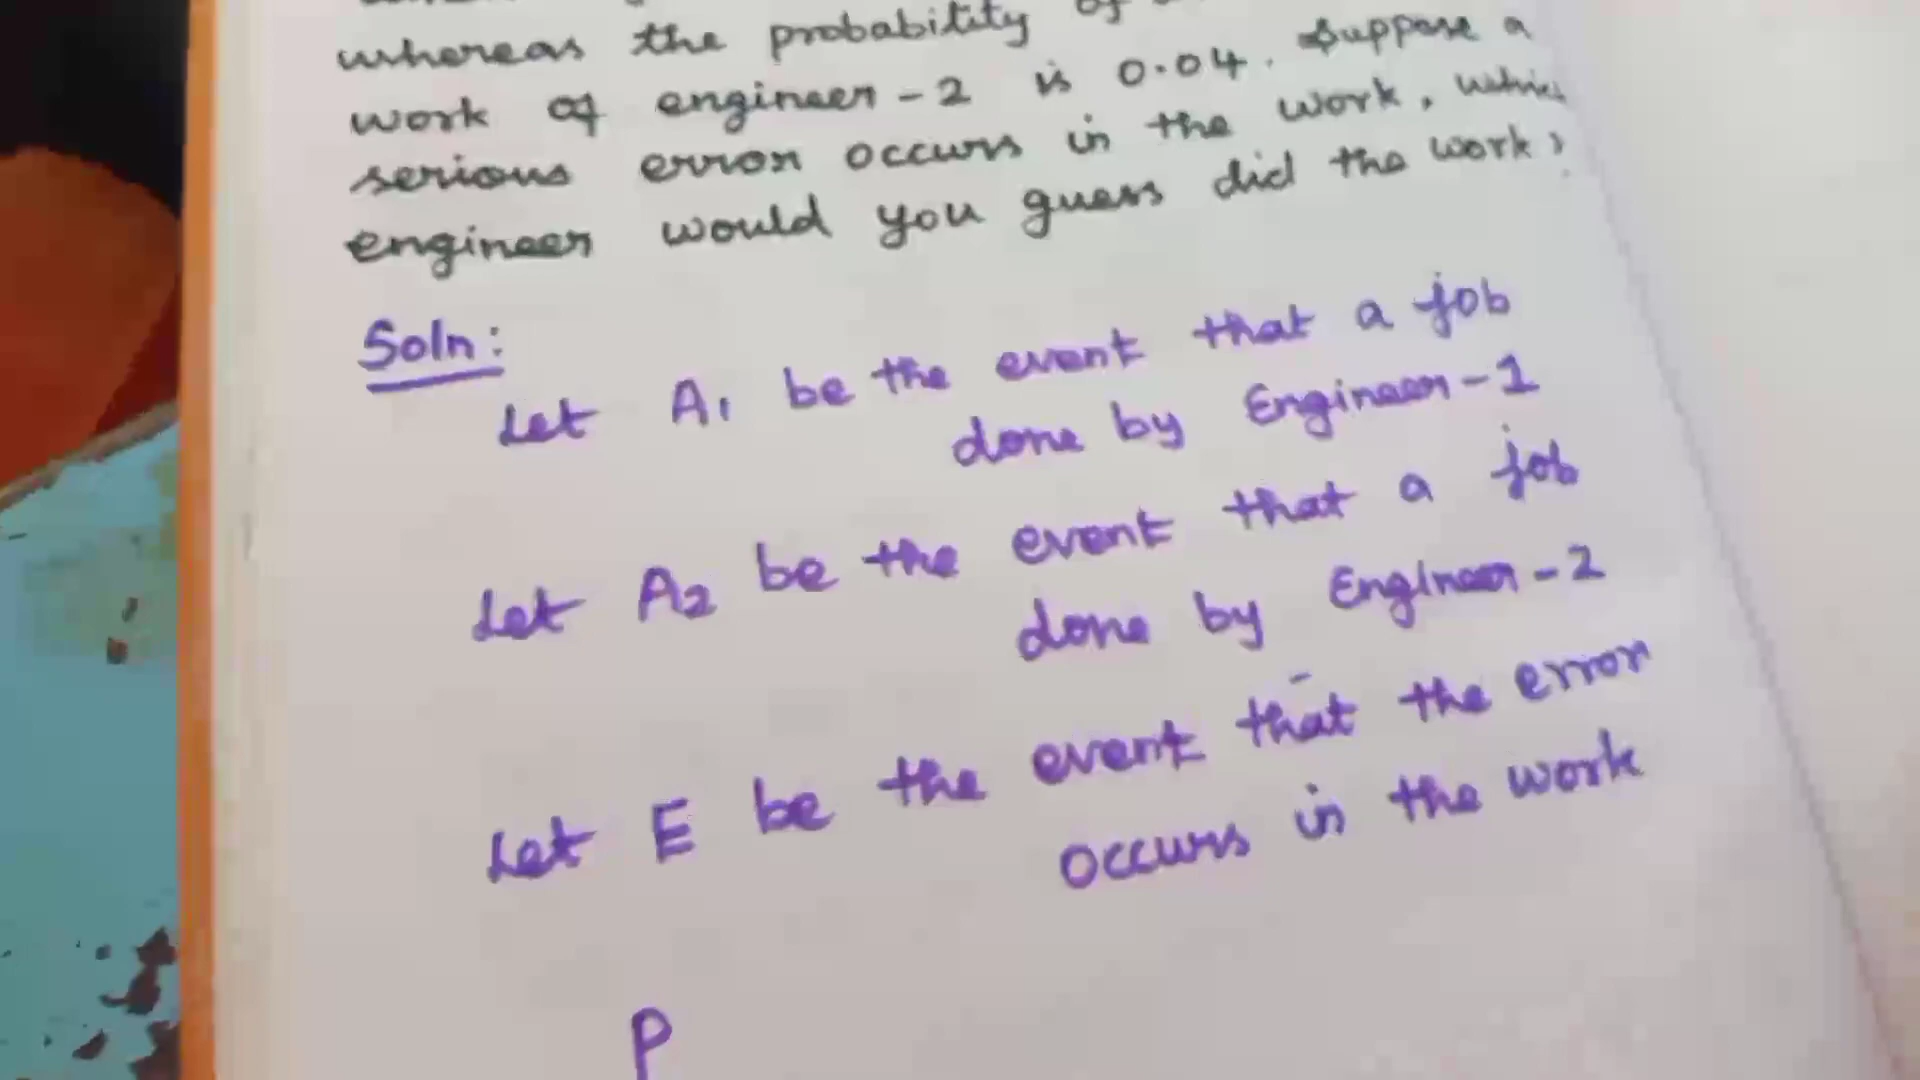 whereas the probability of
work of engineer-2 is 0.04. Suppose a
serious error occurs in the work, which
engineer would you guess did the work?
Soln:
Let A1 be the event that a job
done by Engineer-1
Let A2 be the event that a job
done by Engineer-2
Let E be the event that the error
occurs in the work
P